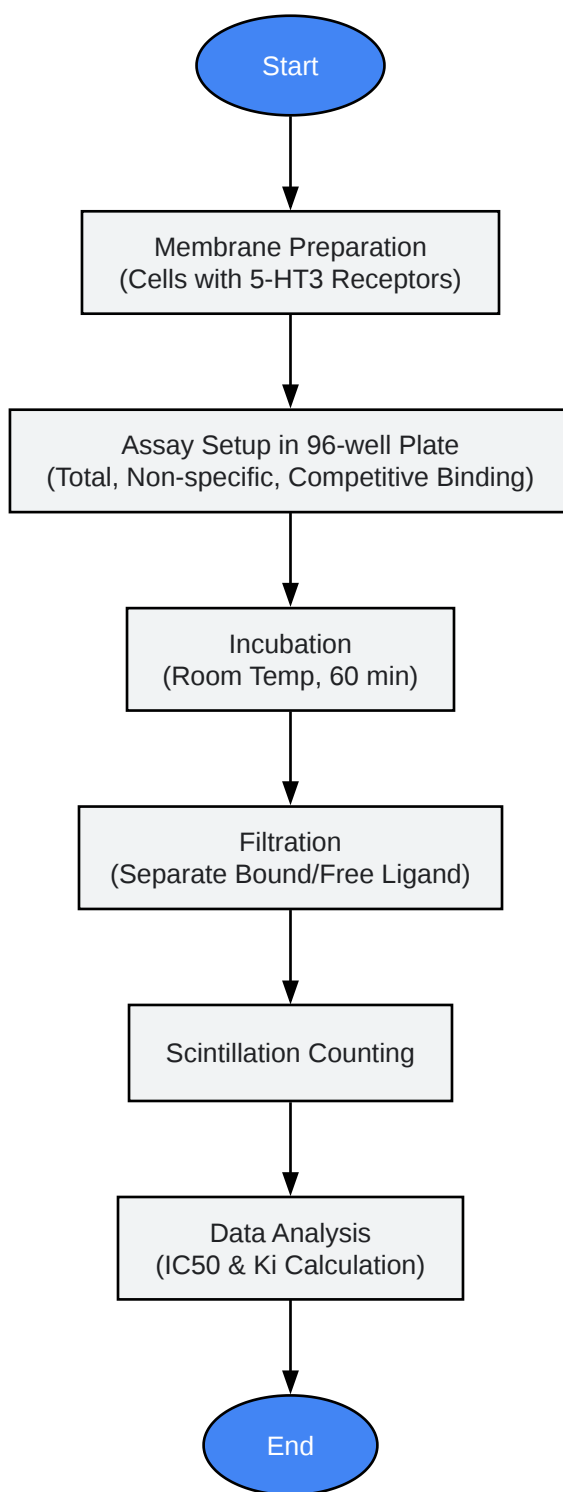 Start
Membrane Preparation
(Cells with 5-HT3 Receptors)
Assay Setup in 96-well Plate
(Total, Non-specific, Competitive Binding)
Incubation
(Room Temp, 60 min)
Filtration
(Separate Bound/Free Ligand)
Scintillation Counting
Data Analysis
(IC50 & Ki Calculation)
End